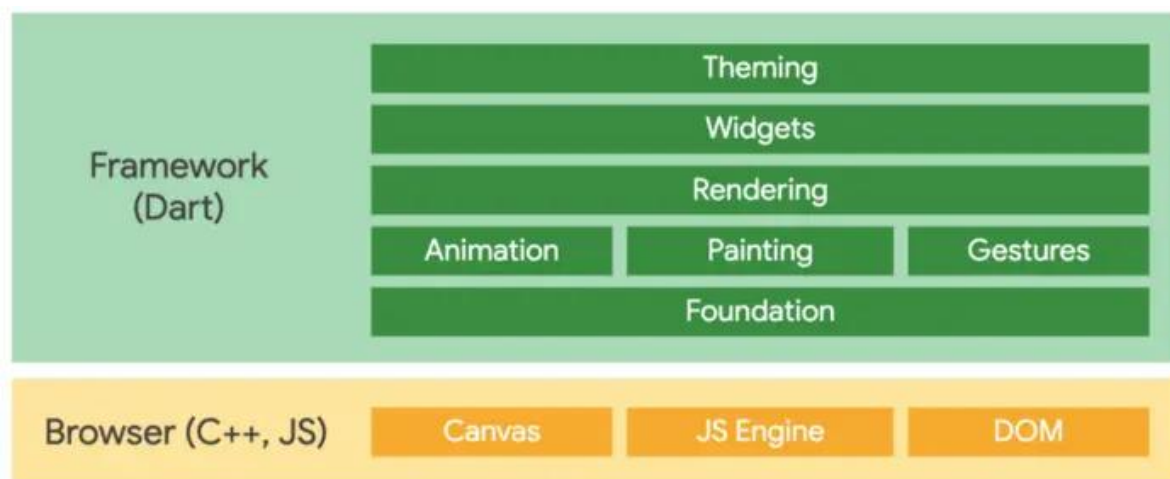 Theming
Widgets
Framework
(Dart)
Rendering
Animation Painting Gestures
Foundation
Browser (C++, JS) Canvas JS Engine DOM